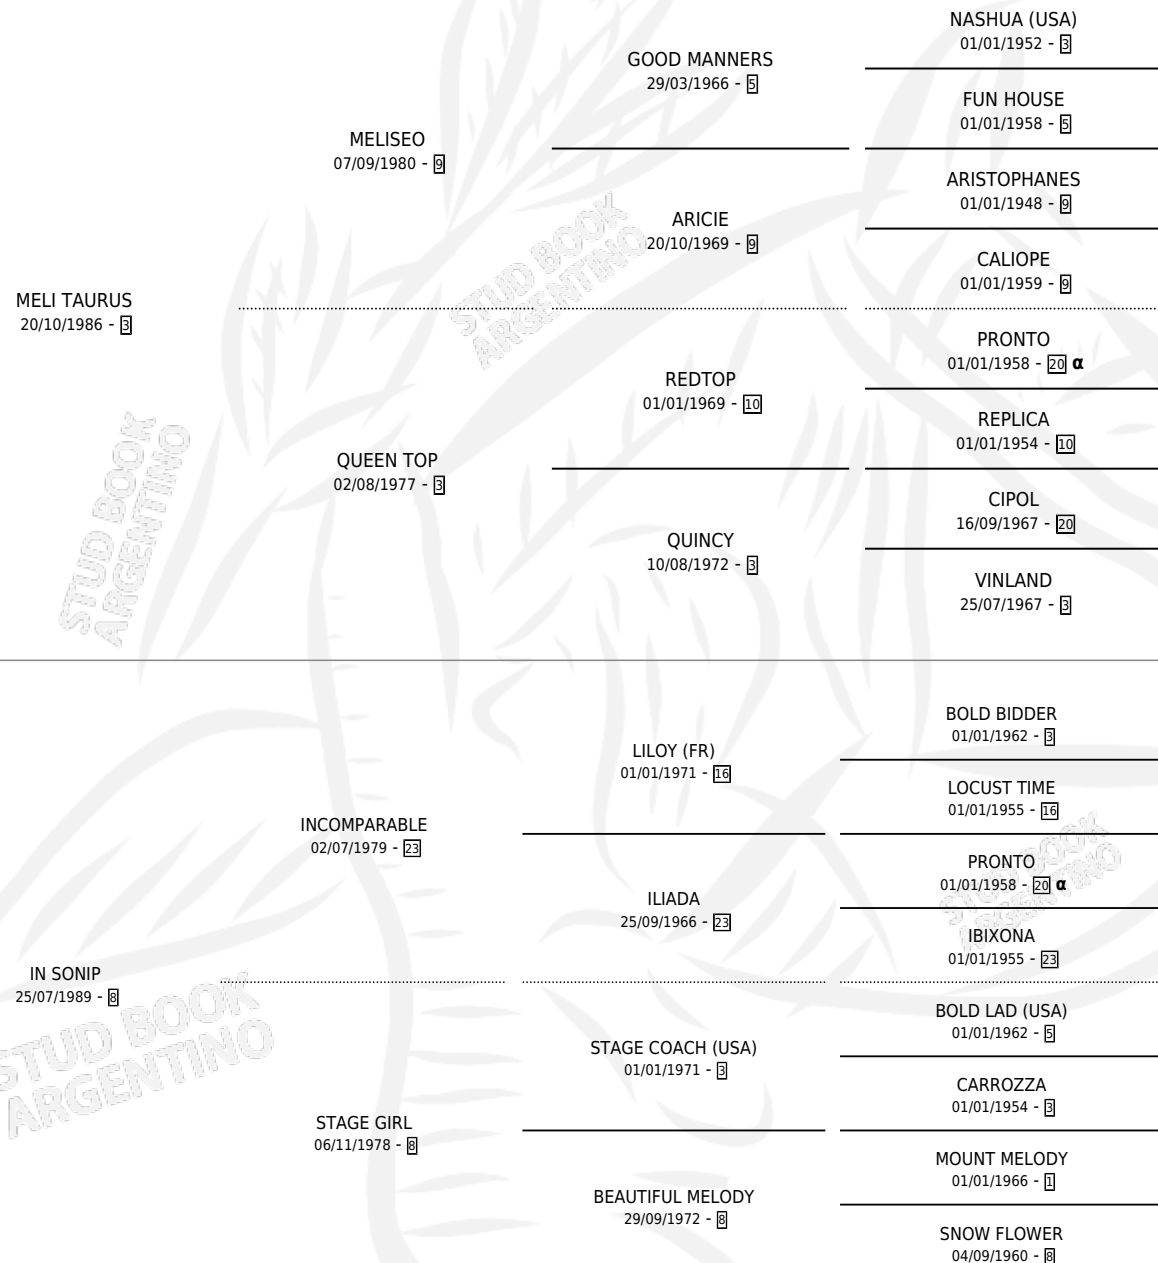 NASHUA (USA)
01/01/1952 - 3
GOOD MANNERS
29/03/1966 - 5
FUN HOUSE
01/01/1958 - 5
MELISEO
07/09/1980 - 9
ARISTOPHANES
01/01/1948 - 9
ARICIE
20/10/1969 - 9
CALIOPE
01/01/1959 - 9
MELI TAURUS
20/10/1986 - 3
PRONTO
01/01/1958 - 20 α
REDTOP
01/01/1969 - 10
REPLICA
01/01/1954 - 10
QUEEN TOP
02/08/1977 - 3
CIPOL
16/09/1967 - 20
QUINCY
10/08/1972 - 3
VINLAND
25/07/1967 - 3
BOLD BIDDER
01/01/1962 - 3
LILOY (FR)
01/01/1971 - 16
LOCUST TIME
01/01/1955 - 16
INCOMPARABLE
02/07/1979 - 23
PRONTO
01/01/1958 - 20 α
ILIADA
25/09/1966 - 23
IBIXONA
01/01/1955 - 23
IN SONIP
25/07/1989 - 8
BOLD LAD (USA)
01/01/1962 - 5
STAGE COACH (USA)
01/01/1971 - 3
CARROZZA
01/01/1954 - 3
STAGE GIRL
06/11/1978 - 8
MOUNT MELODY
01/01/1966 - 1
BEAUTIFUL MELODY
29/09/1972 - 8
SNOW FLOWER
04/09/1960 - 8
STUD BOOK
ARGENTINO
STUD BOOK
ARGENTINO
STUD BOOK
ARGENTINO
STUD BOOK
ARGENTINO